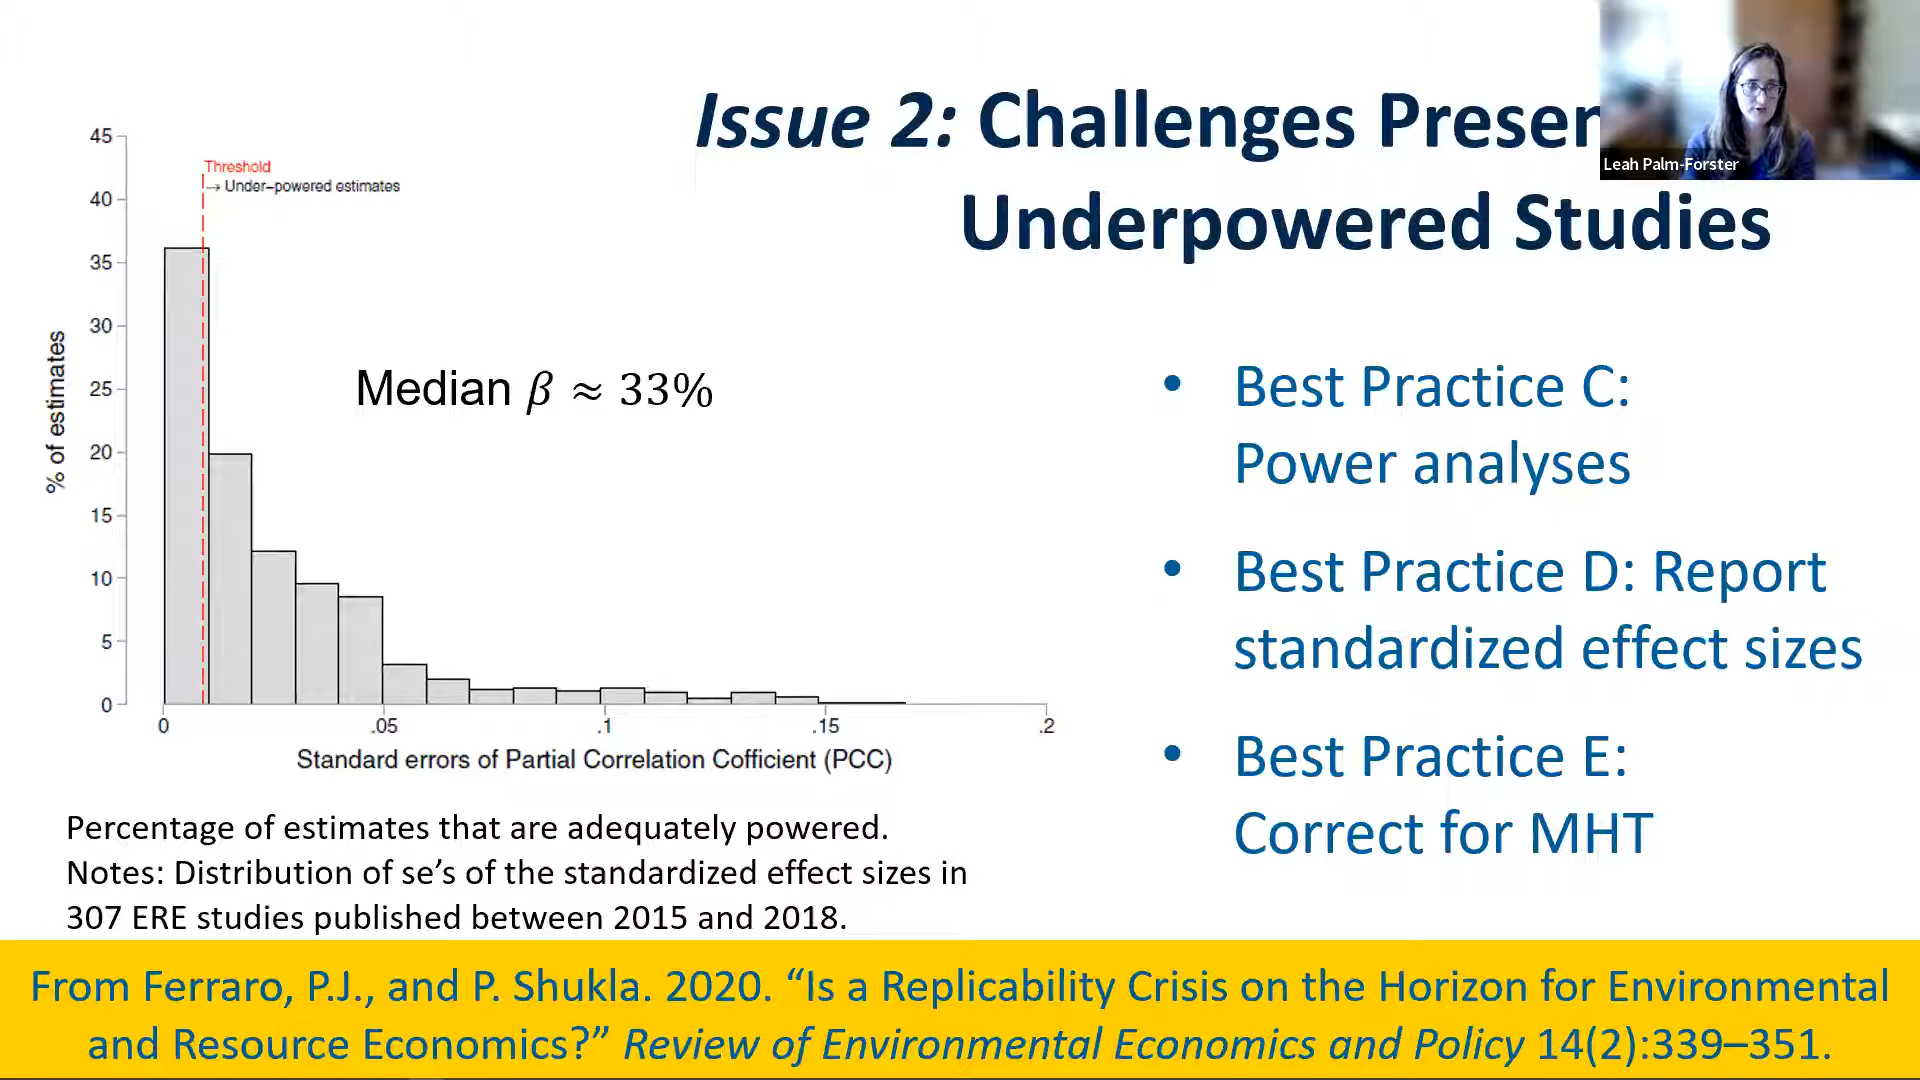 Issue 2: Challenges Presen
Underpowered Studies
Leah Palm-Forster
45
40
35
30
25
20
15
10
5
0
% of estimates
Threshold
→ Under-powered estimates
Median β ≈ 33%
0
.05
.1
.15
.2
Standard errors of Partial Correlation Cofficient (PCC)
Percentage of estimates that are adequately powered.
Notes: Distribution of se’s of the standardized effect sizes in
307 ERE studies published between 2015 and 2018.
• Best Practice C:
Power analyses
• Best Practice D: Report
standardized effect sizes
• Best Practice E:
Correct for MHT
From Ferraro, P.J., and P. Shukla. 2020. “Is a Replicability Crisis on the Horizon for Environmental
and Resource Economics?” Review of Environmental Economics and Policy 14(2):339–351.